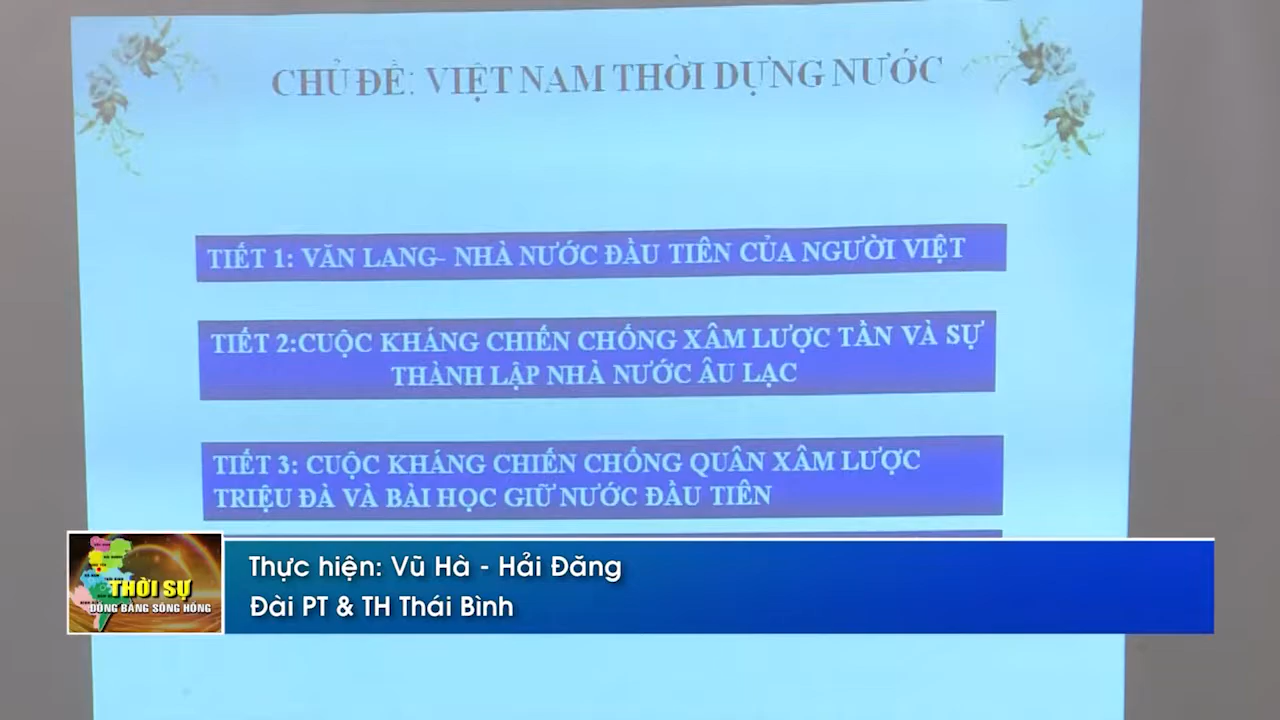 CHỦ ĐỀ: VIỆT NAM THỜI DỰNG NƯỚC
TIẾT 1: VĂN LANG- NHÀ NƯỚC ĐẦU TIÊN CỦA NGƯỜI VIỆT
TIẾT 2:CUỘC KHÁNG CHIẾN CHỐNG XÂM LƯỢC TẦN VÀ SỰ
THÀNH LẬP NHÀ NƯỚC ÂU LẠC
TIẾT 3: CUỘC KHÁNG CHIẾN CHỐNG QUÂN XÂM LƯỢC
TRIỆU ĐÀ VÀ BÀI HỌC GIỮ NƯỚC ĐẦU TIÊN
THỜI SỰ
ĐỒNG BẰNG SÔNG HỒNG
Thực hiện: Vũ Hà - Hải Đăng
Đài PT & TH Thái Bình